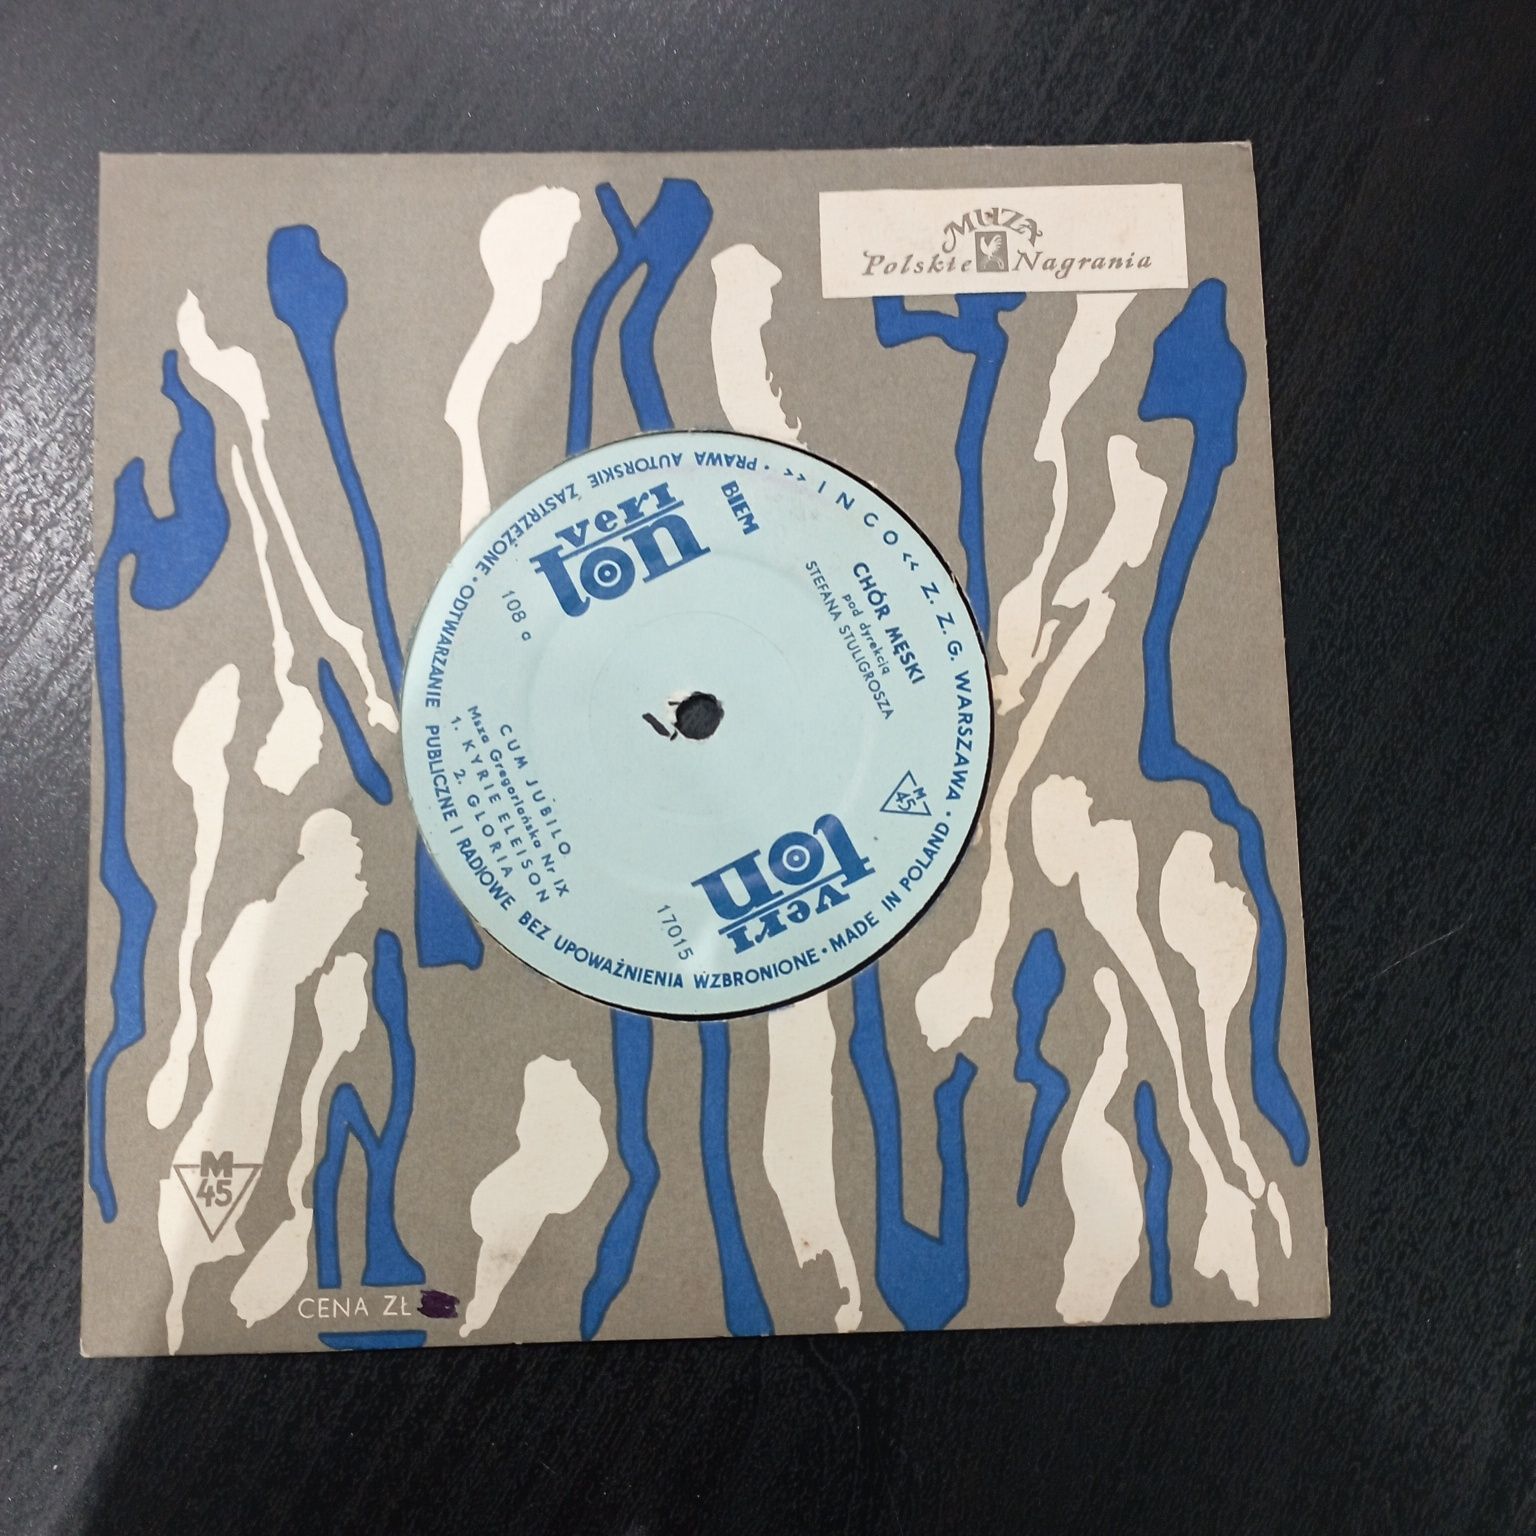 MUZA
Polskie Nagrania
veri
ton
BIEM
108 a
CHÓR MĘSKI
pod dyrekcją
STEFANA STULIGROSZA
M
45
CUM JUBILO
Msza Gregoriańska Nr IX
1. KYRIE ELEISON
2. GLORIA
17015
veri
ton
»INCO« Z. Z. G. WARSZAWA • MADE IN POLAND • PRAWA AUTORSKIE ZASTRZEŻONE • ODTWARZANIE PUBLICZNE I RADIOWE BEZ UPOWAŻNIENIA WZBRONIONE •
M
45
CENA ZŁ